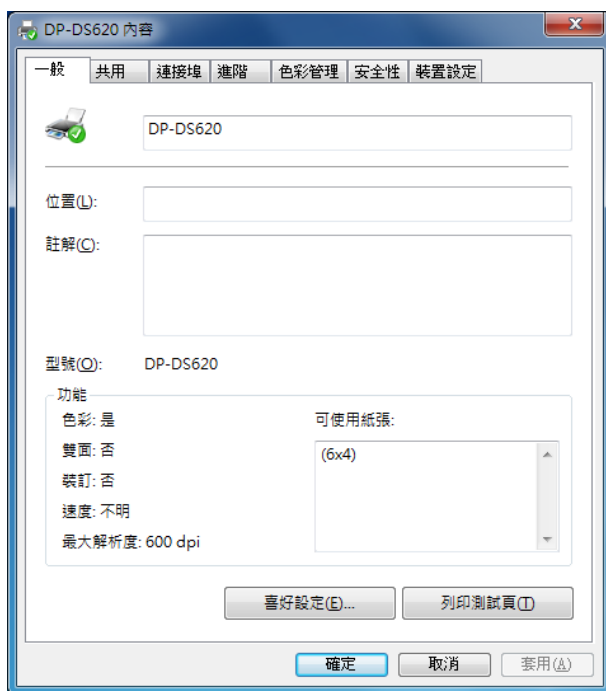 DP-DS620 內容
一般 共用 連接埠 進階 色彩管理 安全性 裝置設定
DP-DS620
位置(L):
註解(C):
型號(O): DP-DS620
功能
色彩: 是 可使用紙張:
雙面: 否 (6x4)
裝訂: 否
速度: 不明
最大解析度: 600 dpi
喜好設定(E)... 列印測試頁(T)
確定 取消 套用(A)